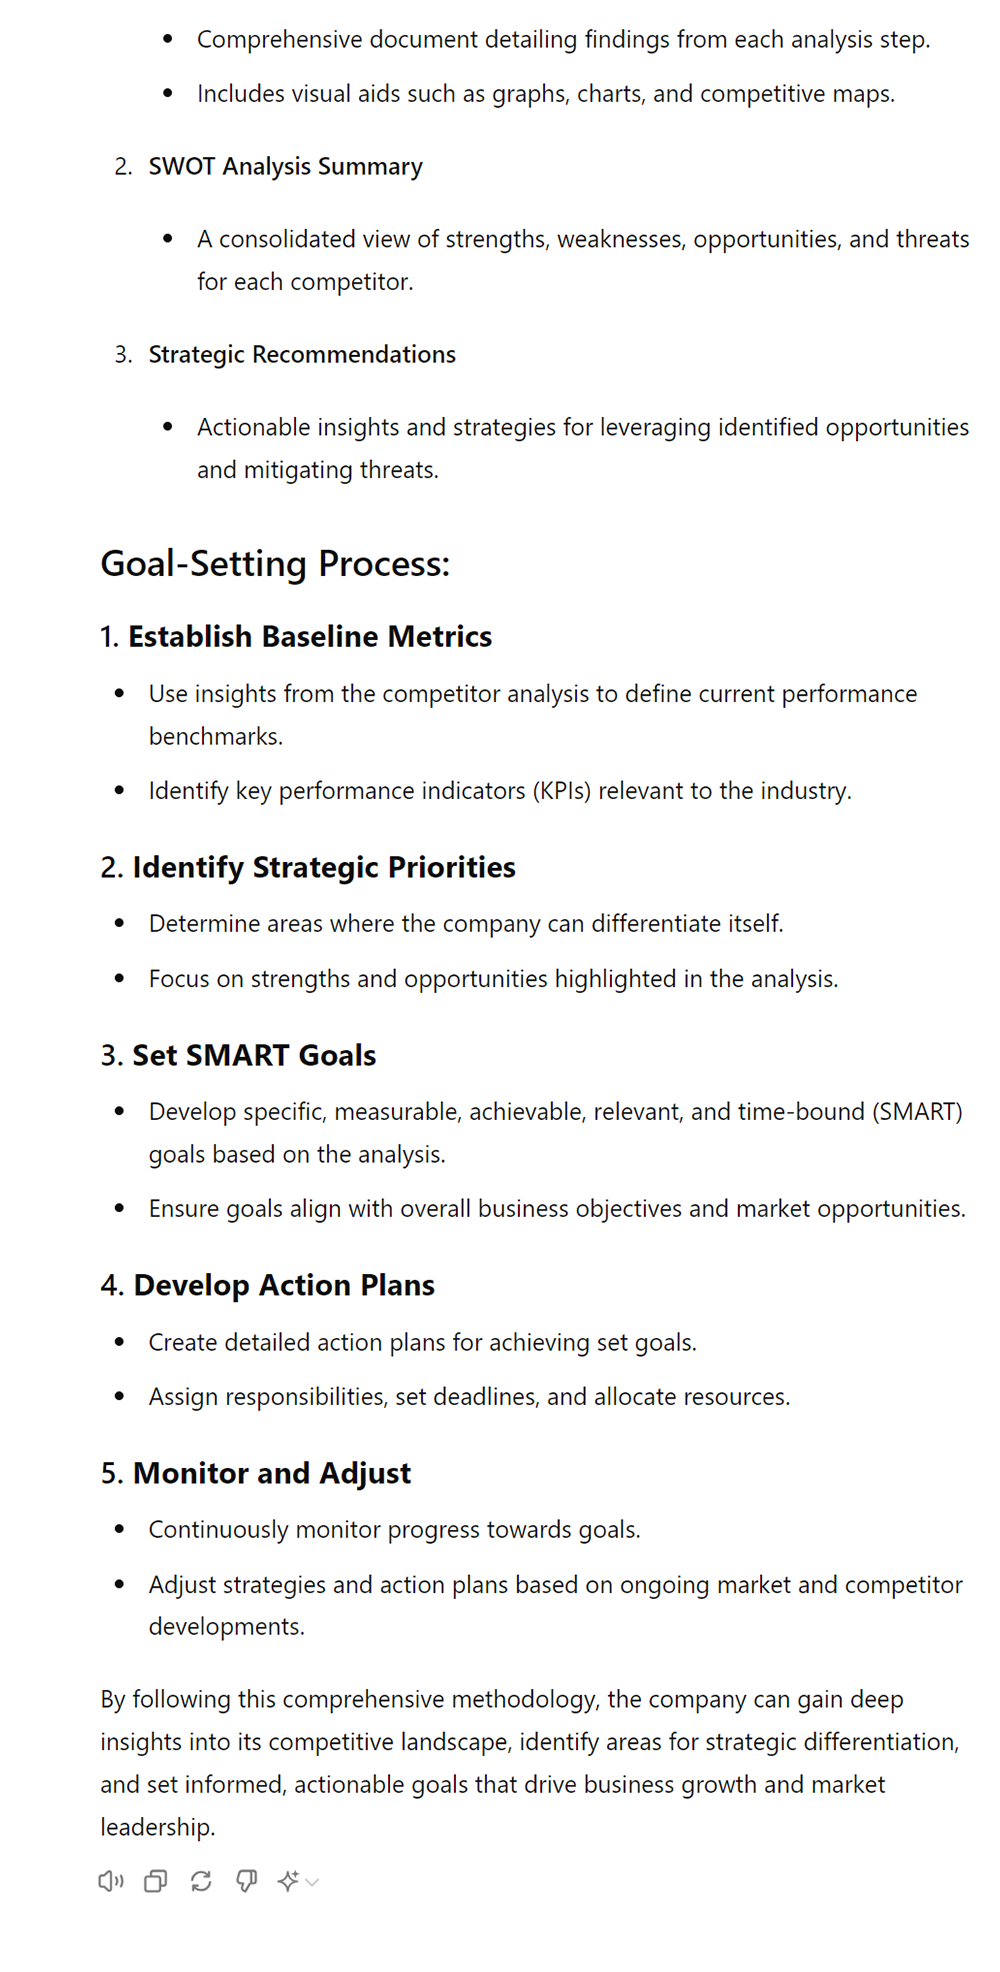 • Comprehensive document detailing findings from each analysis step.
• Includes visual aids such as graphs, charts, and competitive maps.
2. SWOT Analysis Summary
• A consolidated view of strengths, weaknesses, opportunities, and threats
for each competitor.
3. Strategic Recommendations
• Actionable insights and strategies for leveraging identified opportunities
and mitigating threats.
Goal-Setting Process:
1. Establish Baseline Metrics
• Use insights from the competitor analysis to define current performance
benchmarks.
• Identify key performance indicators (KPIs) relevant to the industry.
2. Identify Strategic Priorities
• Determine areas where the company can differentiate itself.
• Focus on strengths and opportunities highlighted in the analysis.
3. Set SMART Goals
• Develop specific, measurable, achievable, relevant, and time-bound (SMART)
goals based on the analysis.
• Ensure goals align with overall business objectives and market opportunities.
4. Develop Action Plans
• Create detailed action plans for achieving set goals.
• Assign responsibilities, set deadlines, and allocate resources.
5. Monitor and Adjust
• Continuously monitor progress towards goals.
• Adjust strategies and action plans based on ongoing market and competitor
developments.
By following this comprehensive methodology, the company can gain deep
insights into its competitive landscape, identify areas for strategic differentiation,
and set informed, actionable goals that drive business growth and market
leadership.